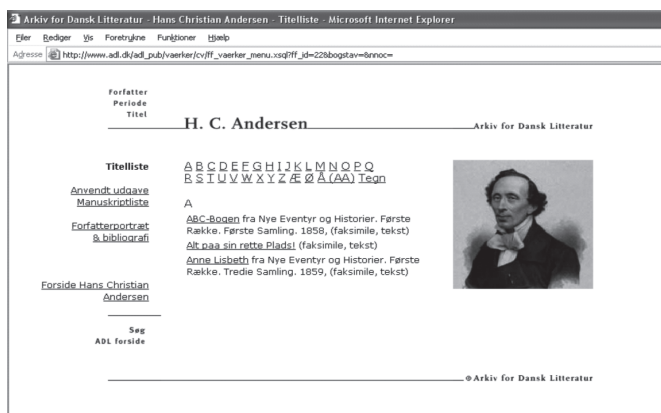 Arkiv for Dansk Litteratur - Hans Christian Andersen - Titelliste - Microsoft Internet Explorer
Filer Rediger Vis Foretrukne Funktioner Hjælp
Adresse http://www.adl.dk/adl_pub/vaerker/cv/ff_vaerker_menu.xsql?ff_id=22&bogstav=&nnoc=
Forfatter
Periode
Titel
H. C. Andersen
Arkiv for Dansk Litteratur
Titelliste
Anvendt udgave
Manuskriptliste
Forfatterportræt
& bibliografi
Forside Hans Christian
Andersen
Søg
ADL forside
A B C D E F G H I J K L M N O P Q
R S T U V W X Y Z Æ Ø Å (AA) Tegn
A
ABC-Bogen fra Nye Eventyr og Historier. Første
Række. Første Samling. 1858, (faksimile, tekst)
Alt paa sin rette Plads! (faksimile, tekst)
Anne Lisbeth fra Nye Eventyr og Historier. Første
Række. Tredie Samling. 1859, (faksimile, tekst)
Arkiv for Dansk Litteratur